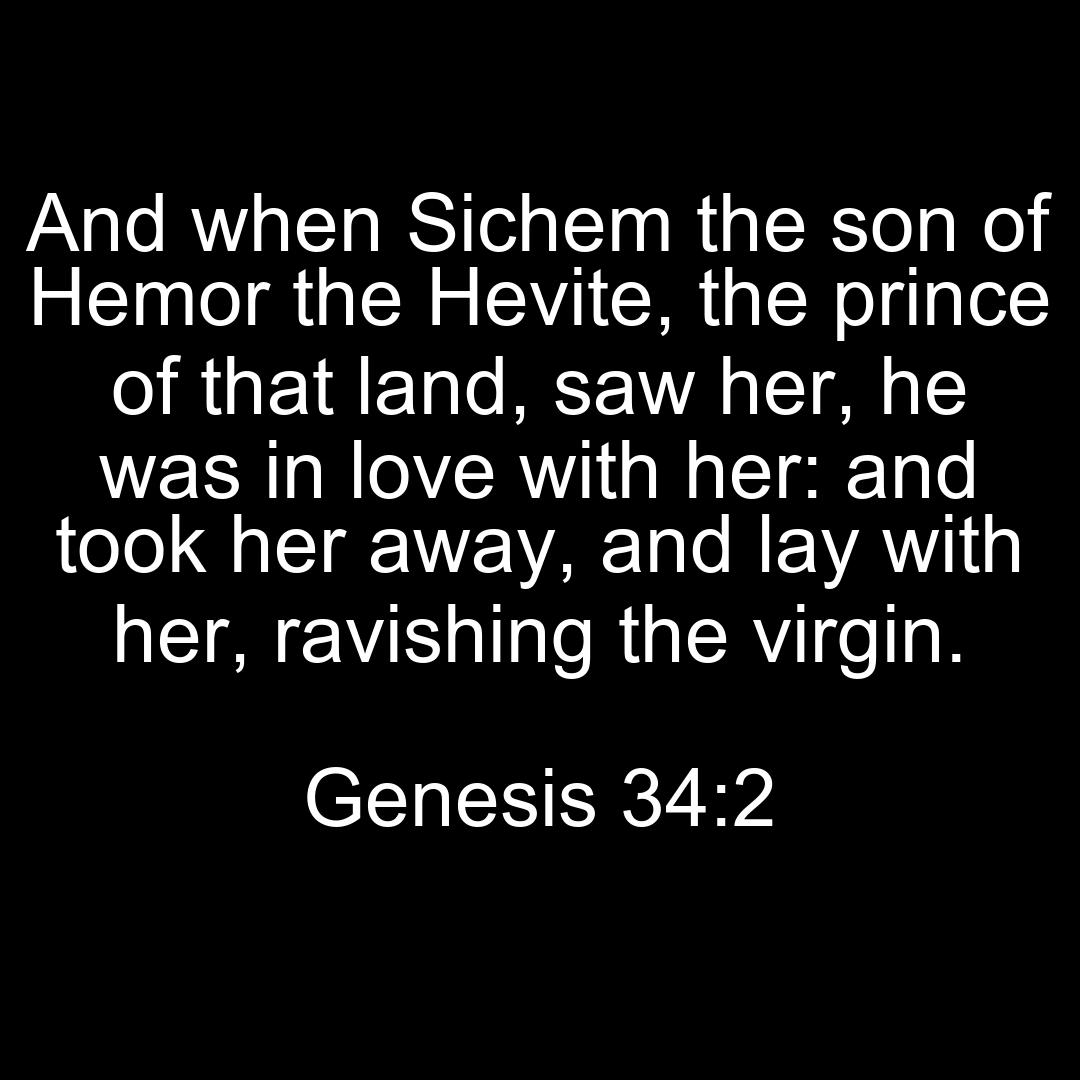 And when Sichem the son of
Hemor the Hevite, the prince
of that land, saw her, he
was in love with her: and
took her away, and lay with
her, ravishing the virgin.
Genesis 34:2